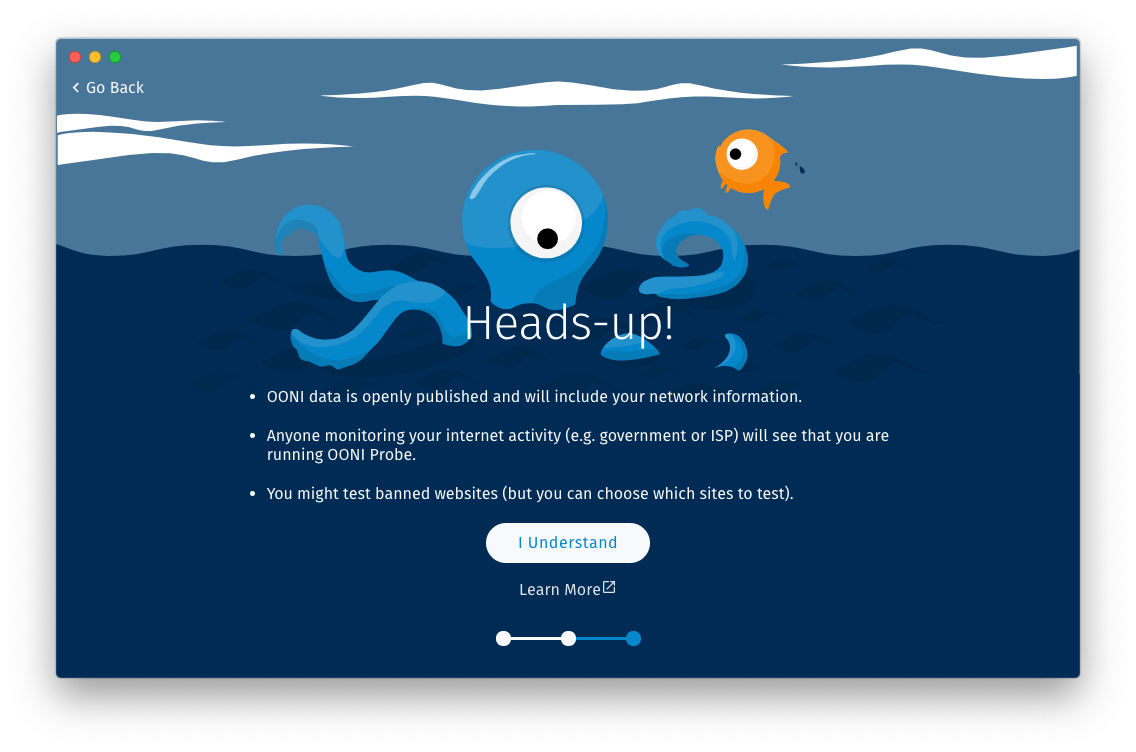 Go Back
Heads-up!
• OONI data is openly published and will include your network information.
• Anyone monitoring your internet activity (e.g. government or ISP) will see that you are
running OONI Probe.
• You might test banned websites (but you can choose which sites to test).
I Understand
Learn More